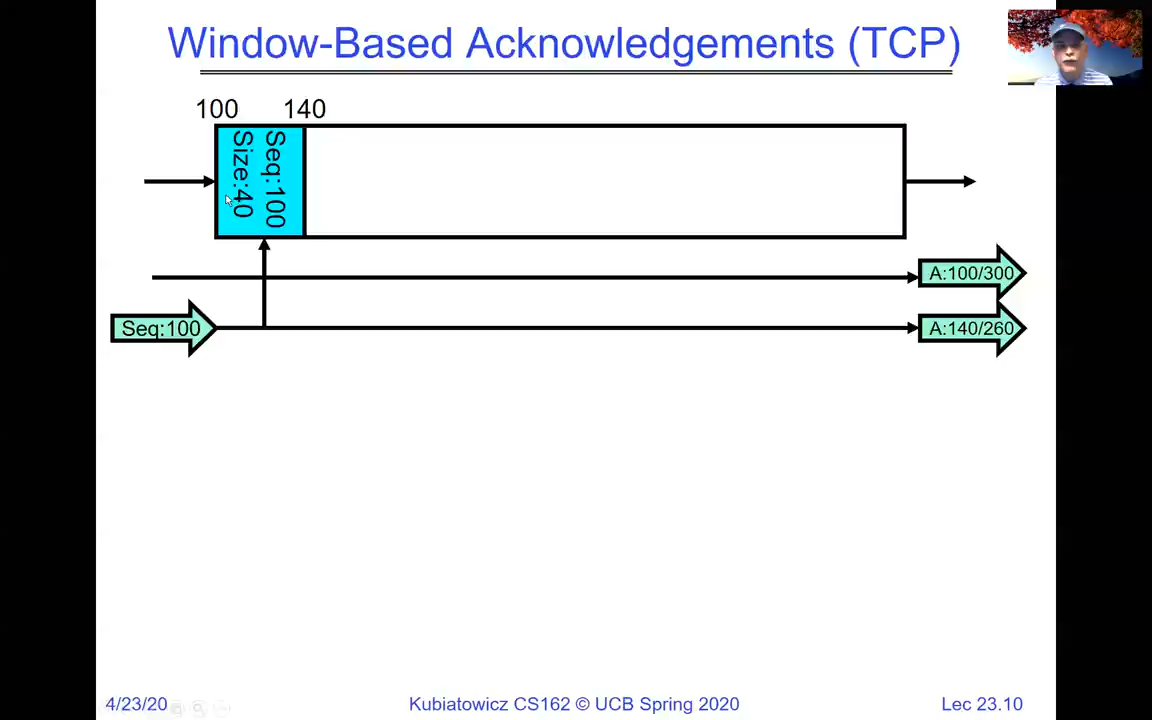 Window-Based Acknowledgements (TCP)
100 140
Seq:100
Size:40
A:100/300
Seq:100
A:140/260
4/23/20
Kubiatowicz CS162 © UCB Spring 2020
Lec 23.10